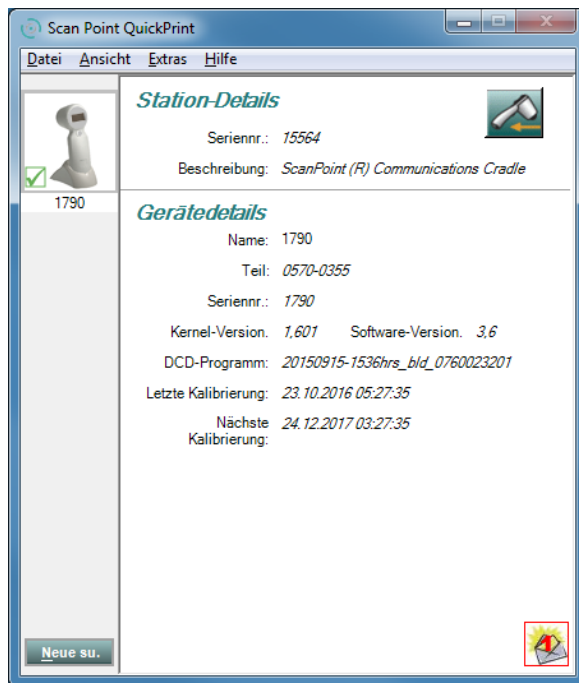 Scan Point QuickPrint
Datei Ansicht Extras Hilfe
Station-Details
Seriennr.: 15564
Beschreibung: ScanPoint (R) Communications Cradle
1790
Gerätedetails
Name: 1790
Teil: 0570-0355
Seriennr.: 1790
Kernel-Version. 1,601 Software-Version. 3,6
DCD-Programm: 20150915-1536hrs_bld_0760023201
Letzte Kalibrierung: 23.10.2016 05:27:35
Nächste 24.12.2017 03:27:35
Kalibrierung:
Neue su.